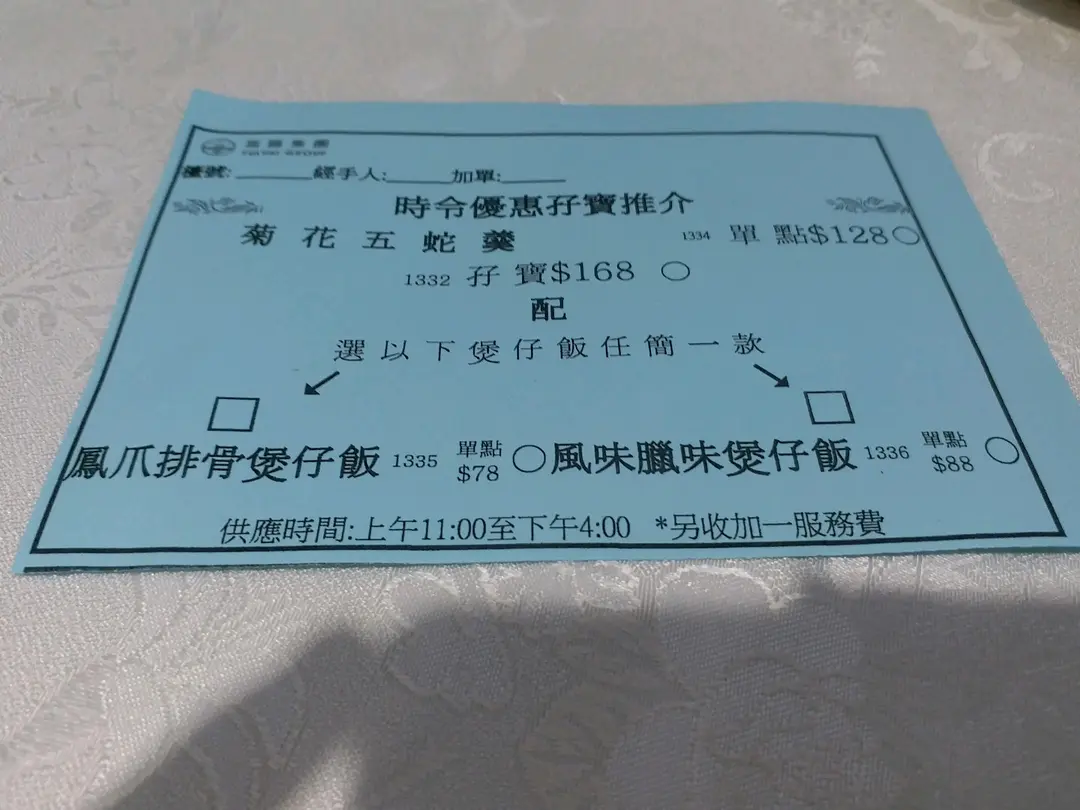 集團
檯號:______ 經手人:_____ 加單:_____
時令優惠孖寶推介
菊花五蛇羹 1334 單點$128○
1332 孖寶$168 ○
配
選以下煲仔飯任簡一款
↙ ↘
□ □
鳳爪排骨煲仔飯 1335 單點$78 ○ 風味臘味煲仔飯 1336 單點$88 ○
供應時間:上午11:00至下午4:00 *另收加一服務費